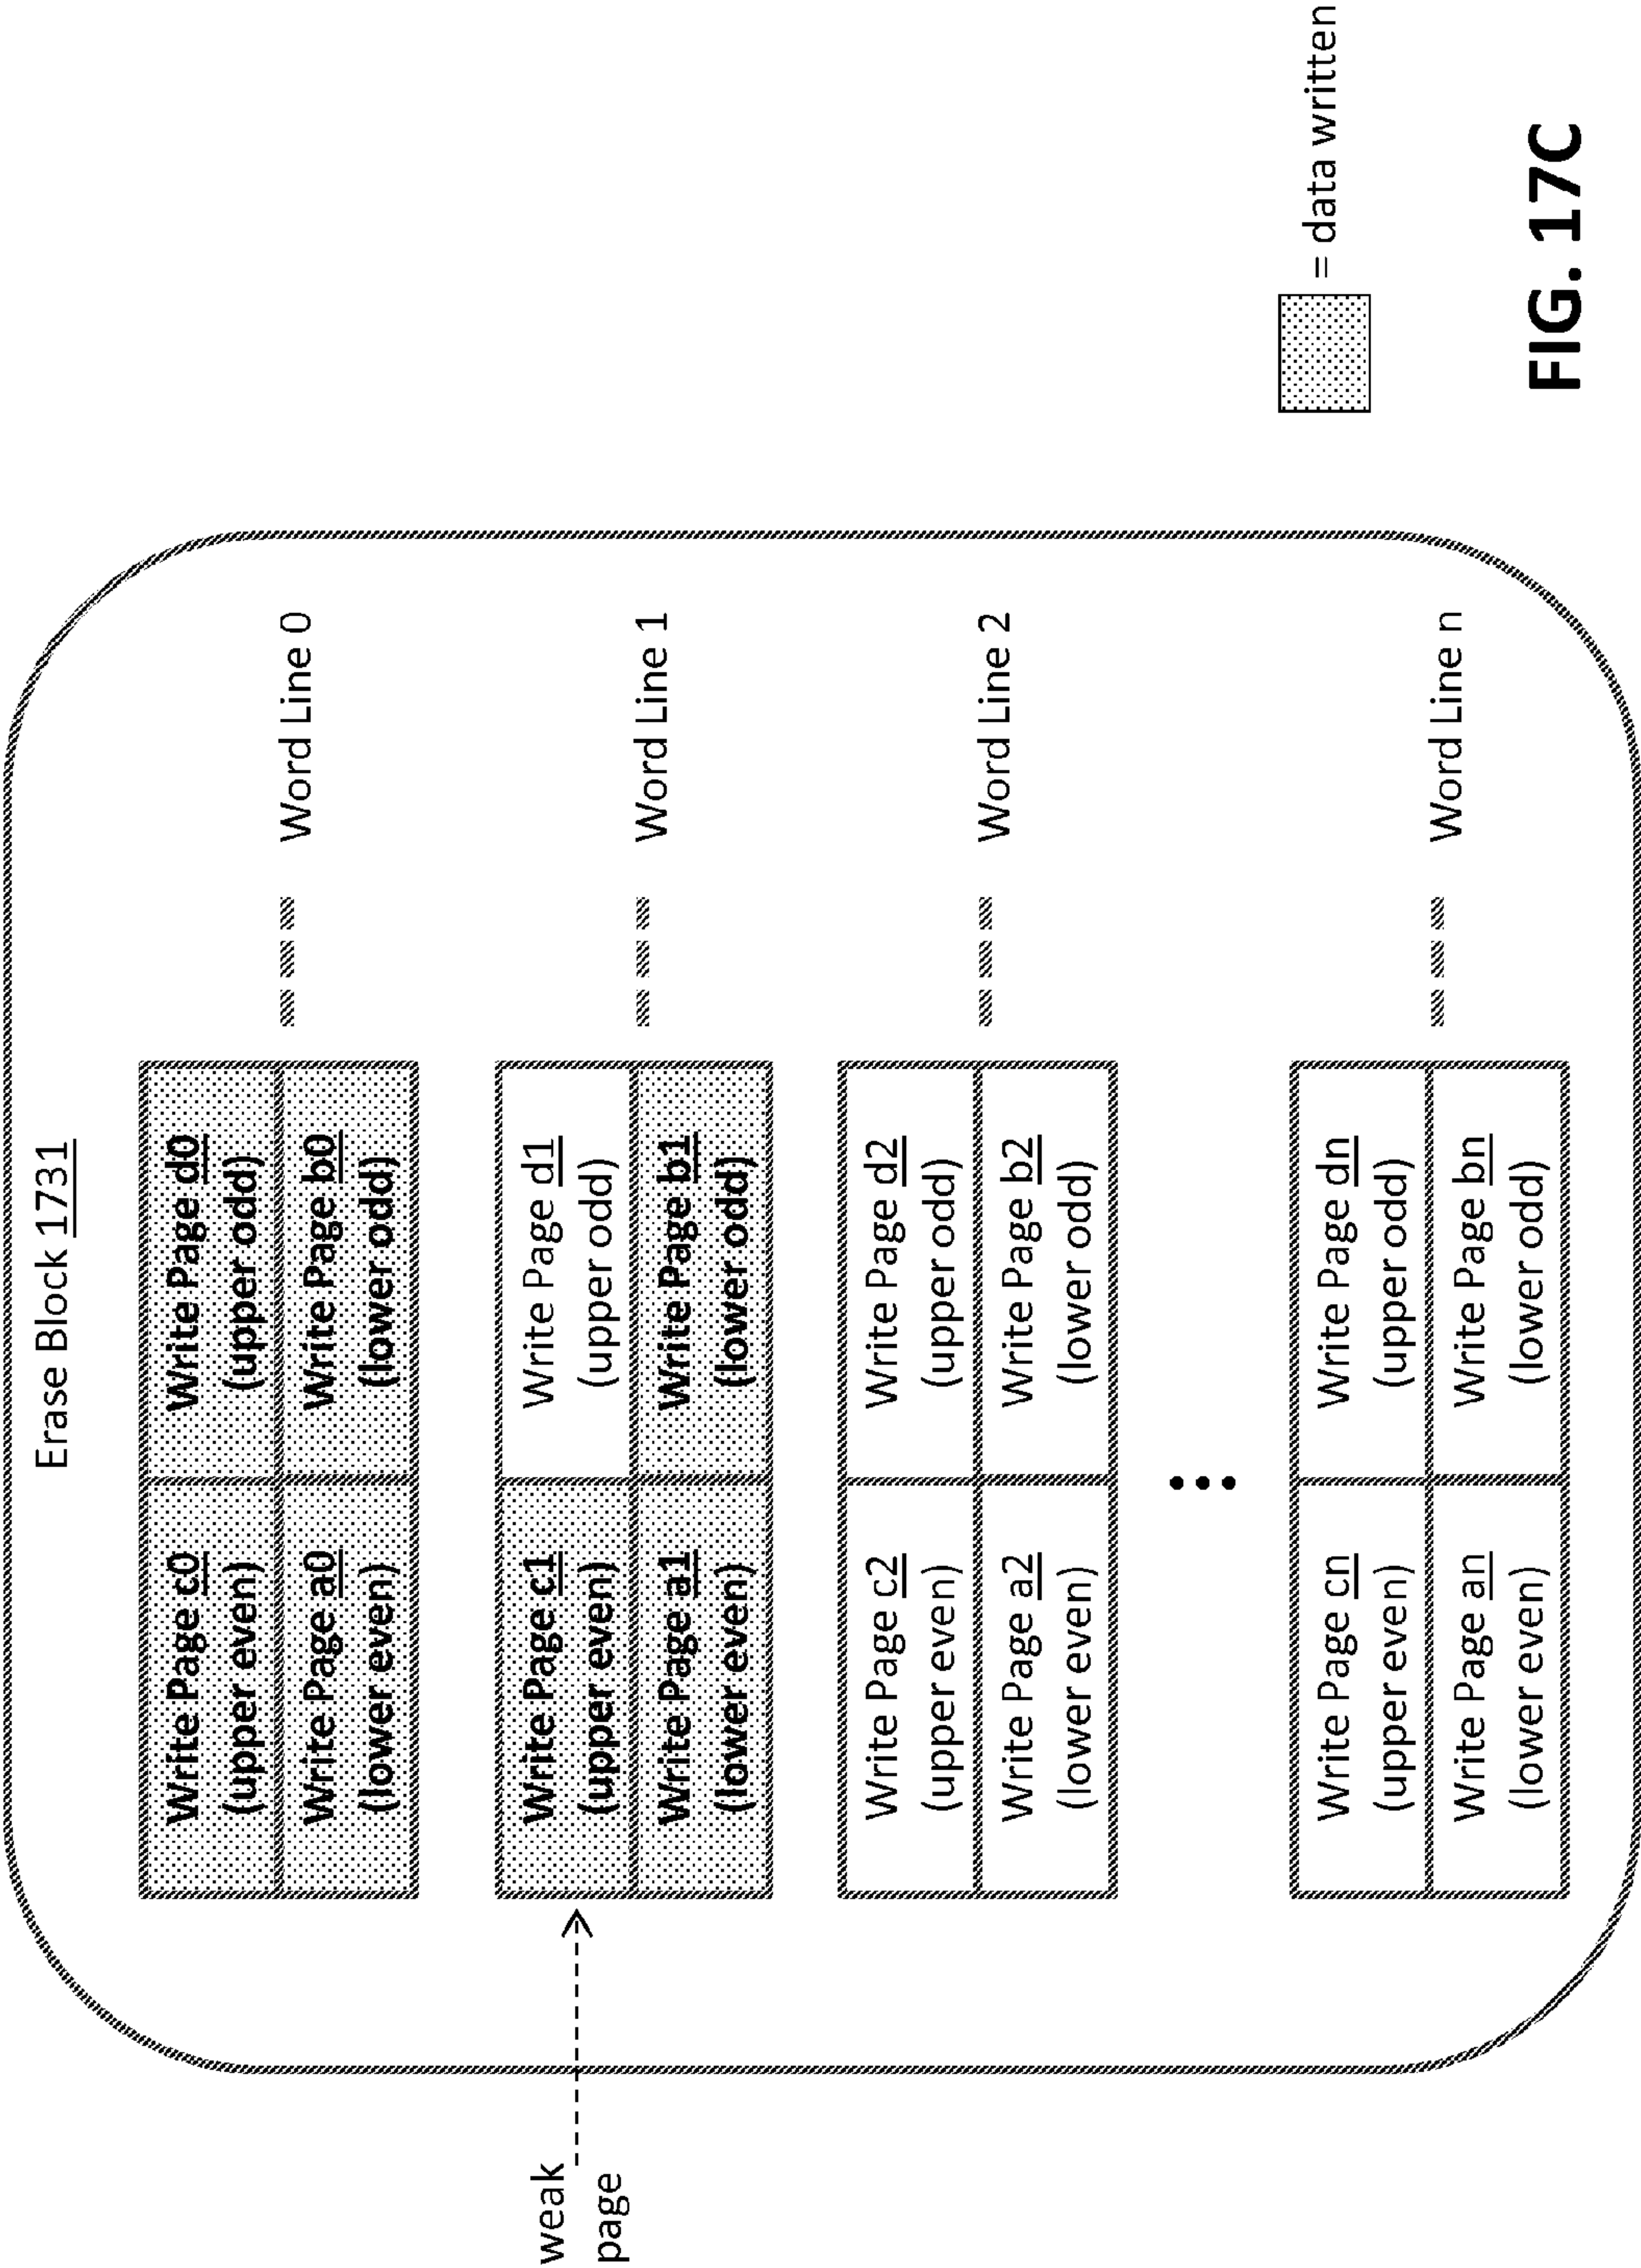 Erase Block 1731
Write Page c0
(upper even)
Write Page d0
(upper odd)
Write Page a0
(lower even)
Write Page b0
(lower odd)
Word Line 0
weak
page
Write Page c1
(upper even)
Write Page d1
(upper odd)
Write Page a1
(lower even)
Write Page b1
(lower odd)
Word Line 1
Write Page c2
(upper even)
Write Page d2
(upper odd)
Write Page a2
(lower even)
Write Page b2
(lower odd)
Word Line 2
Write Page cn
(upper even)
Write Page dn
(upper odd)
Write Page an
(lower even)
Write Page bn
(lower odd)
Word Line n
= data written
FIG. 17C